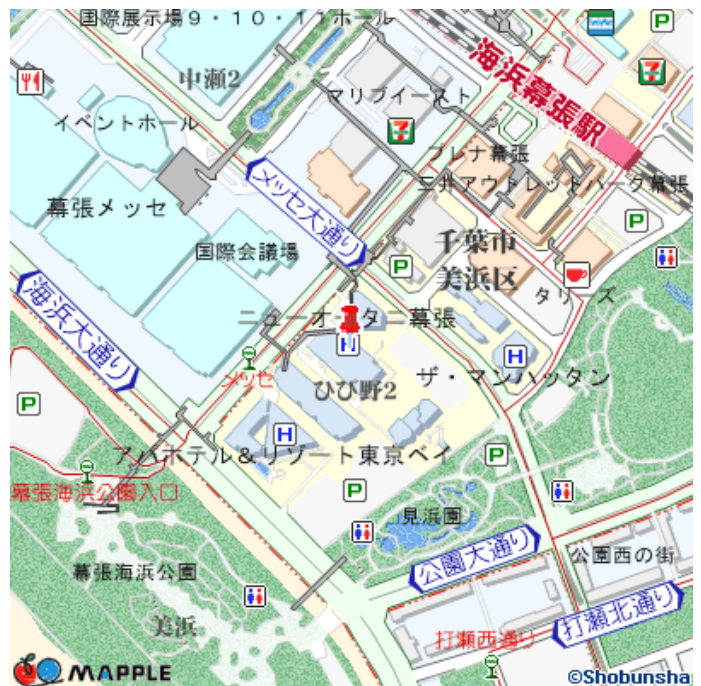 国際展示場9・10・11ホール
中瀬2
海浜幕張駅
マリブイースト
イベントホール
プレナ幕張
三井アウトレットパーク幕張
メッセ大通り
幕張メッセ
国際会議場
千葉市
美浜区
タリーズ
海浜大通り
ニューオータニ幕張
メッセ
ひび野2
ザ・マンハッタン
アパホテル&リゾート東京ベイ
幕張海浜公園入口
見浜園
公園大通り
公園西の街
幕張海浜公園
美浜
打瀬西通り
打瀬北通り
MAPPLE
©Shobunsha